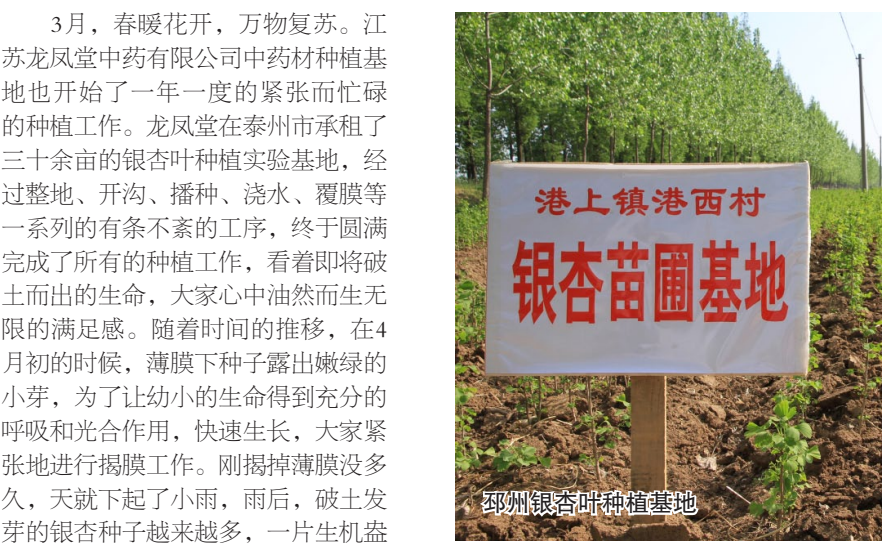 3月，春暖花开，万物复苏。江
苏龙凤堂中药有限公司中药材种植基
地也开始了一年一度的紧张而忙碌
的种植工作。龙凤堂在泰州市承租了
三十余亩的银杏叶种植实验基地，经
过整地、开沟、播种、浇水、覆膜等
一系列的有条不紊的工序，终于圆满
完成了所有的种植工作，看着即将破
土而出的生命，大家心中油然而生无
限的满足感。随着时间的推移，在4
月初的时候，薄膜下种子露出嫩绿的
小芽，为了让幼小的生命得到充分的
呼吸和光合作用，快速生长，大家紧
张地进行揭膜工作。刚揭掉薄膜没多
久，天就下起了小雨，雨后，破土发
芽的银杏种子越来越多，一片生机盎
港上镇港西村
银杏苗圃基地
邳州银杏叶种植基地